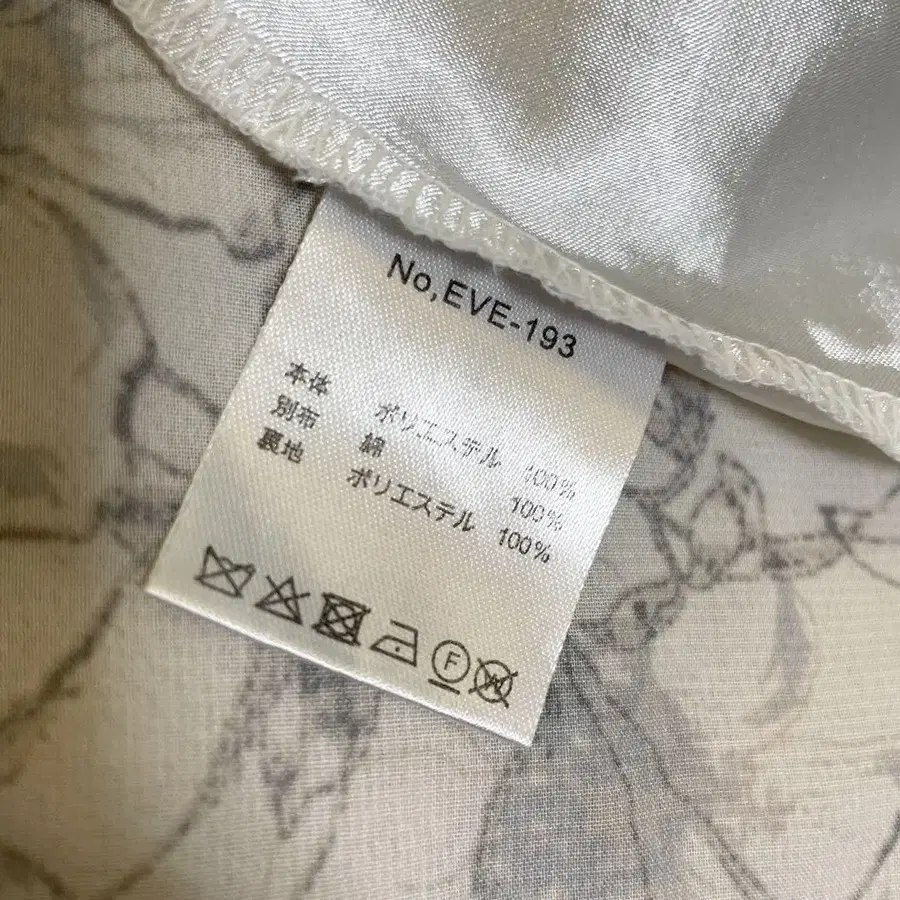 No,EVE-193
本体 ポリエステル 100%
別布 綿 100%
裏地 ポリエステル 100%
F
W